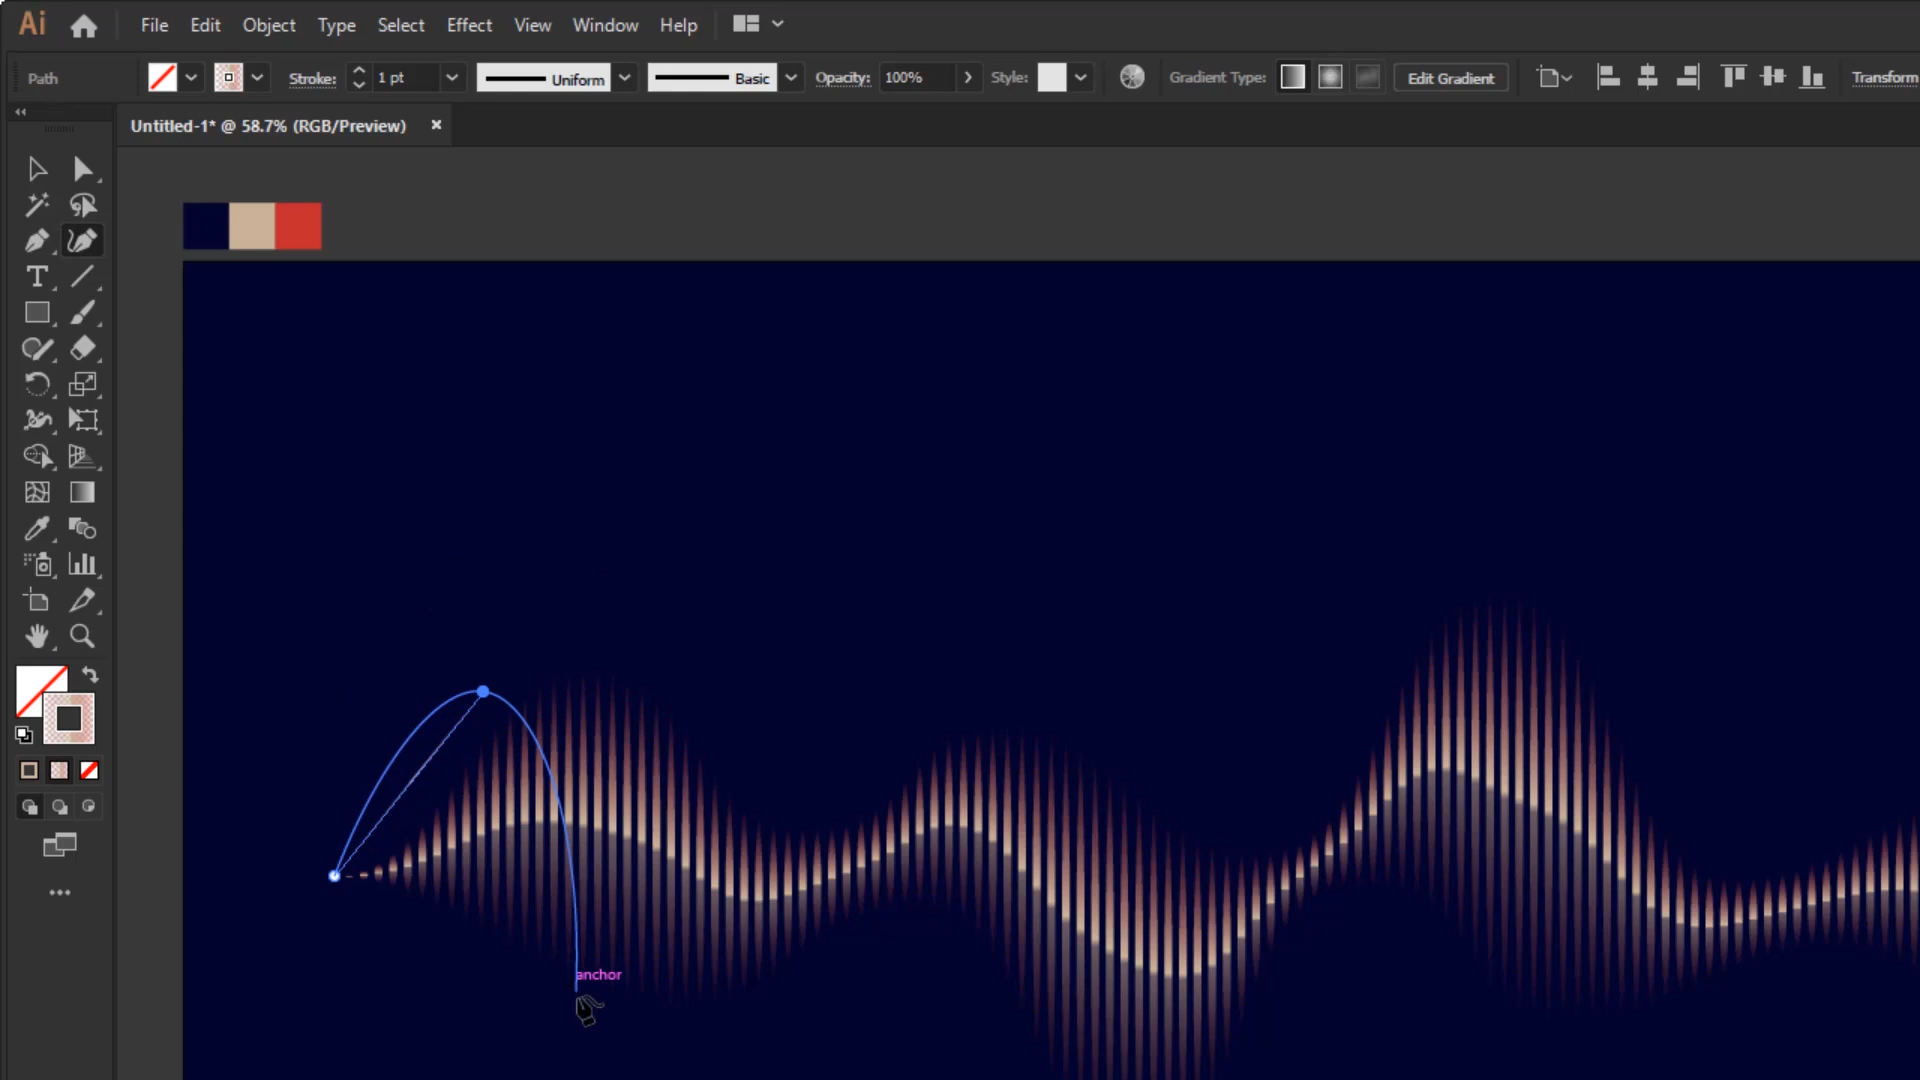 Ai File Edit Object Type Select Effect View Window Help
Path Stroke: 1 pt Uniform Basic Opacity: 100% Style: Gradient Type: Edit Gradient Transform
Untitled-1* @ 58.7% (RGB/Preview)
anchor